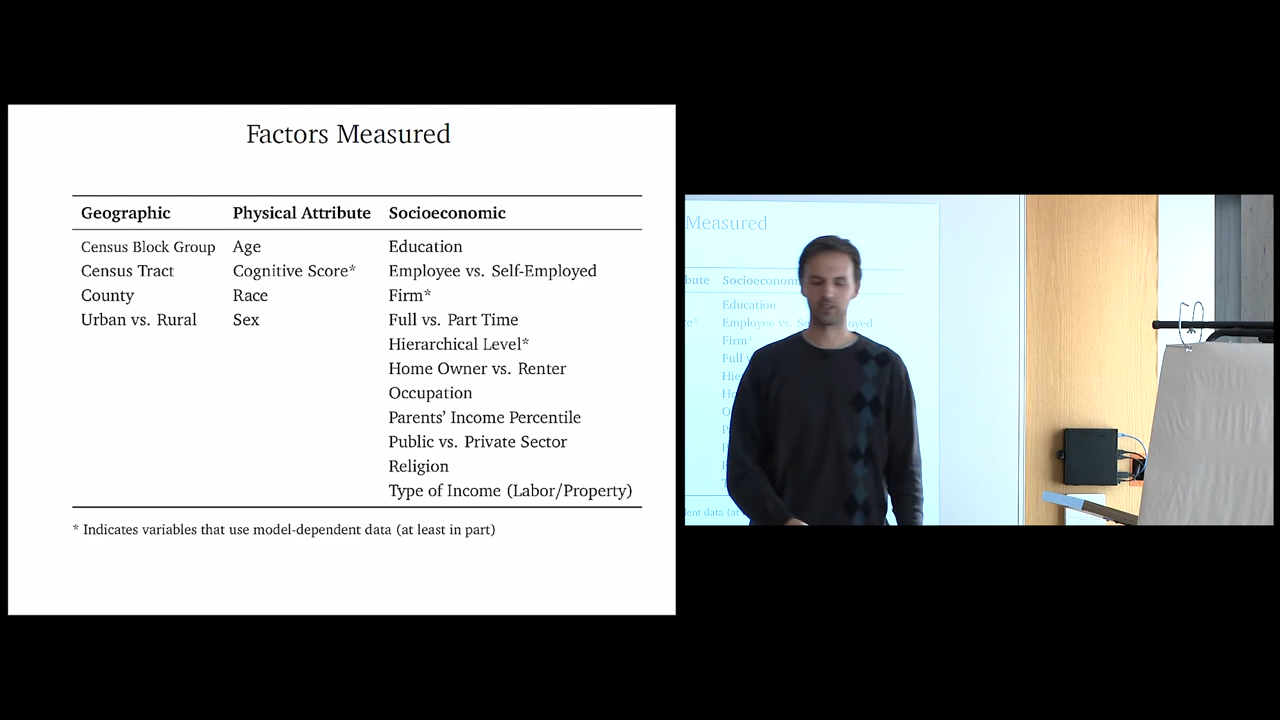 Factors Measured
Geographic Physical Attribute Socioeconomic
Census Block Group Age Education
Census Tract Cognitive Score* Employee vs. Self-Employed
County Race Firm*
Urban vs. Rural Sex Full vs. Part Time
Hierarchical Level*
Home Owner vs. Renter
Occupation
Parents' Income Percentile
Public vs. Private Sector
Religion
Type of Income (Labor/Property)
* Indicates variables that use model-dependent data (at least in part)
Measured
Socioeconom
Education
Employee vs.
Firm*
Full